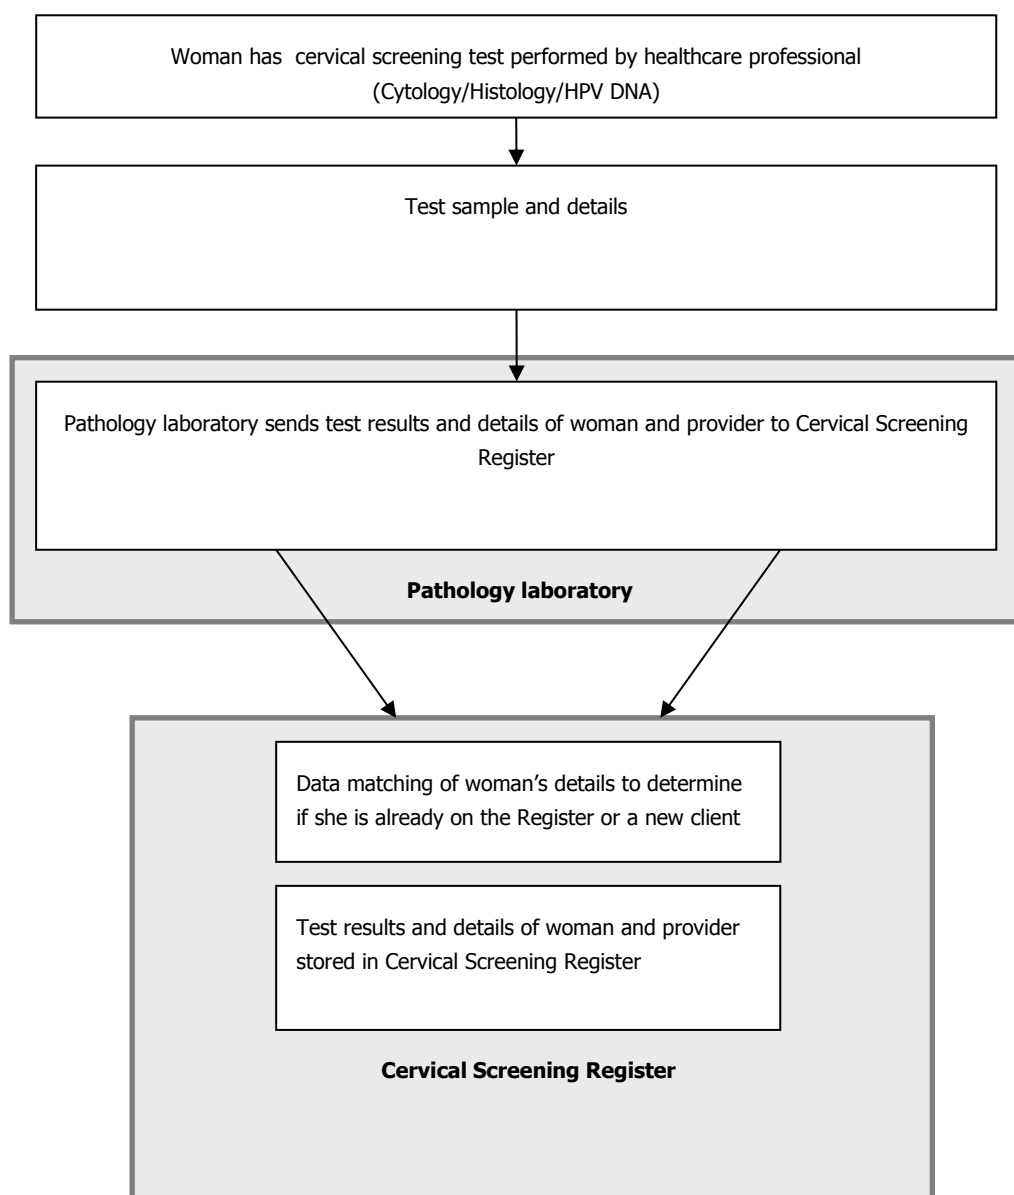 Woman has  cervical screening test performed by healthcare professional
(Cytology/Histology/HPV DNA)
Test sample and details
Pathology laboratory sends test results and details of woman and provider to Cervical Screening
Register
Pathology laboratory
Data matching of woman’s details to determine
if she is already on the Register or a new client
Test results and details of woman and provider
stored in Cervical Screening Register
Cervical Screening Register